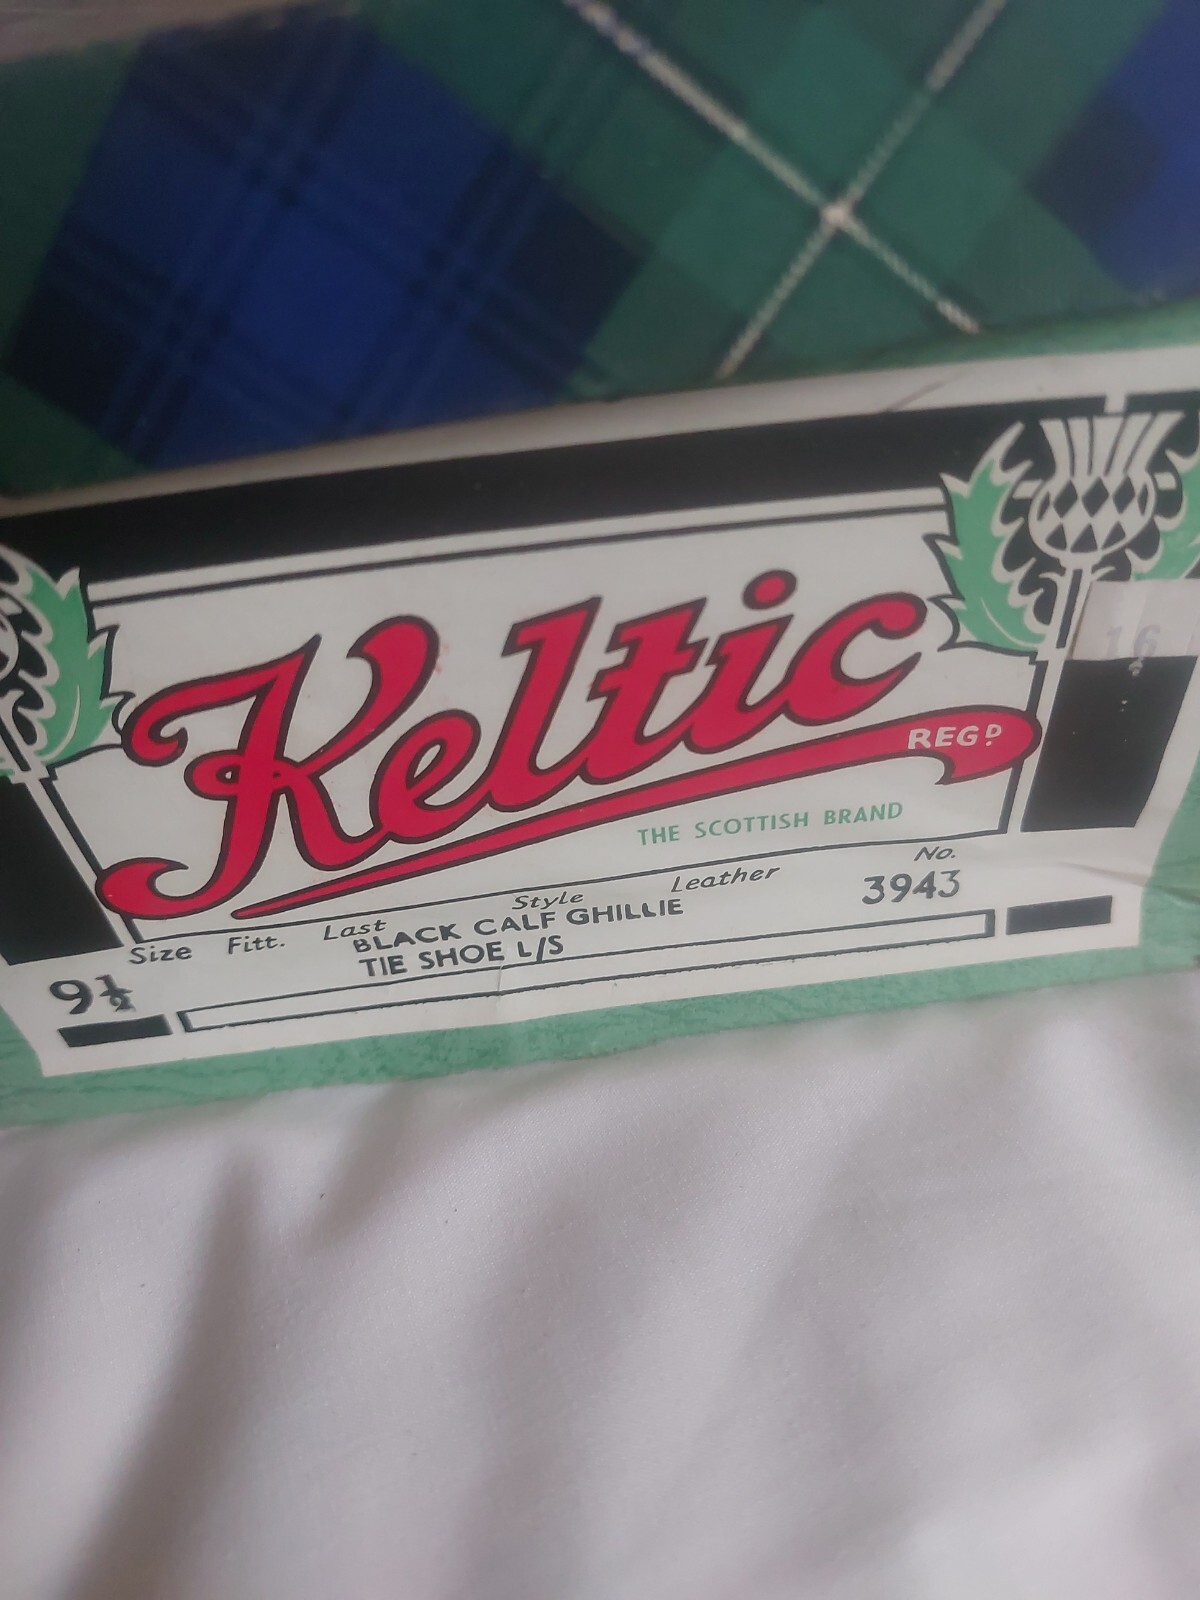 Keltic
REGD
THE SCOTTISH BRAND
16
Size Fitt. Last Style Leather No.
9½ BLACK CALF GHILLIE 3943
TIE SHOE L/S